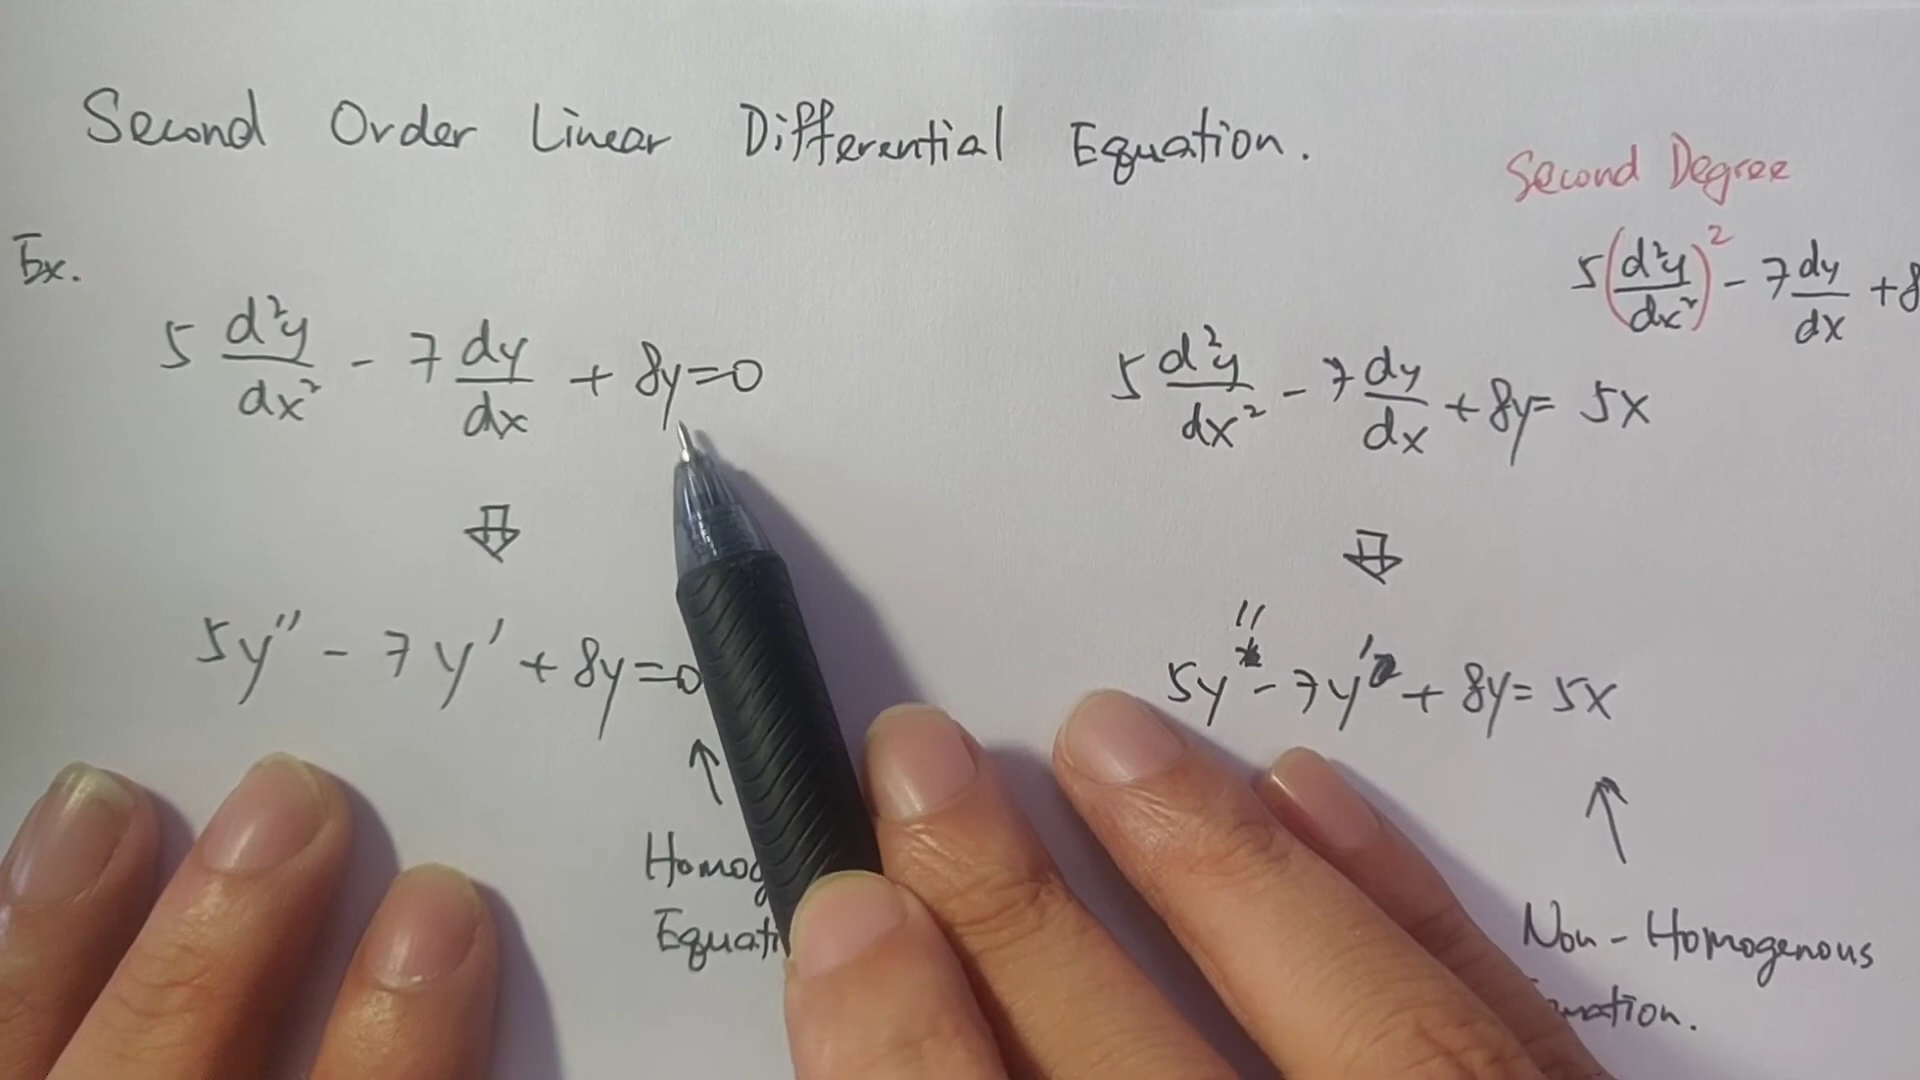 Second Order Linear Differential Equation.
Second Degree
Ex.
5(d²y/dx²)² - 7 dy/dx + 8
5 d²y/dx² - 7 dy/dx + 8y=0
5 d²y/dx² - 7 dy/dx + 8y= 5x
⇩
⇩
5y'' - 7y' + 8y=0
5y'' - 7y' + 8y= 5x
↑
↑
Homog
Equati
Non-Homogenous
uation.